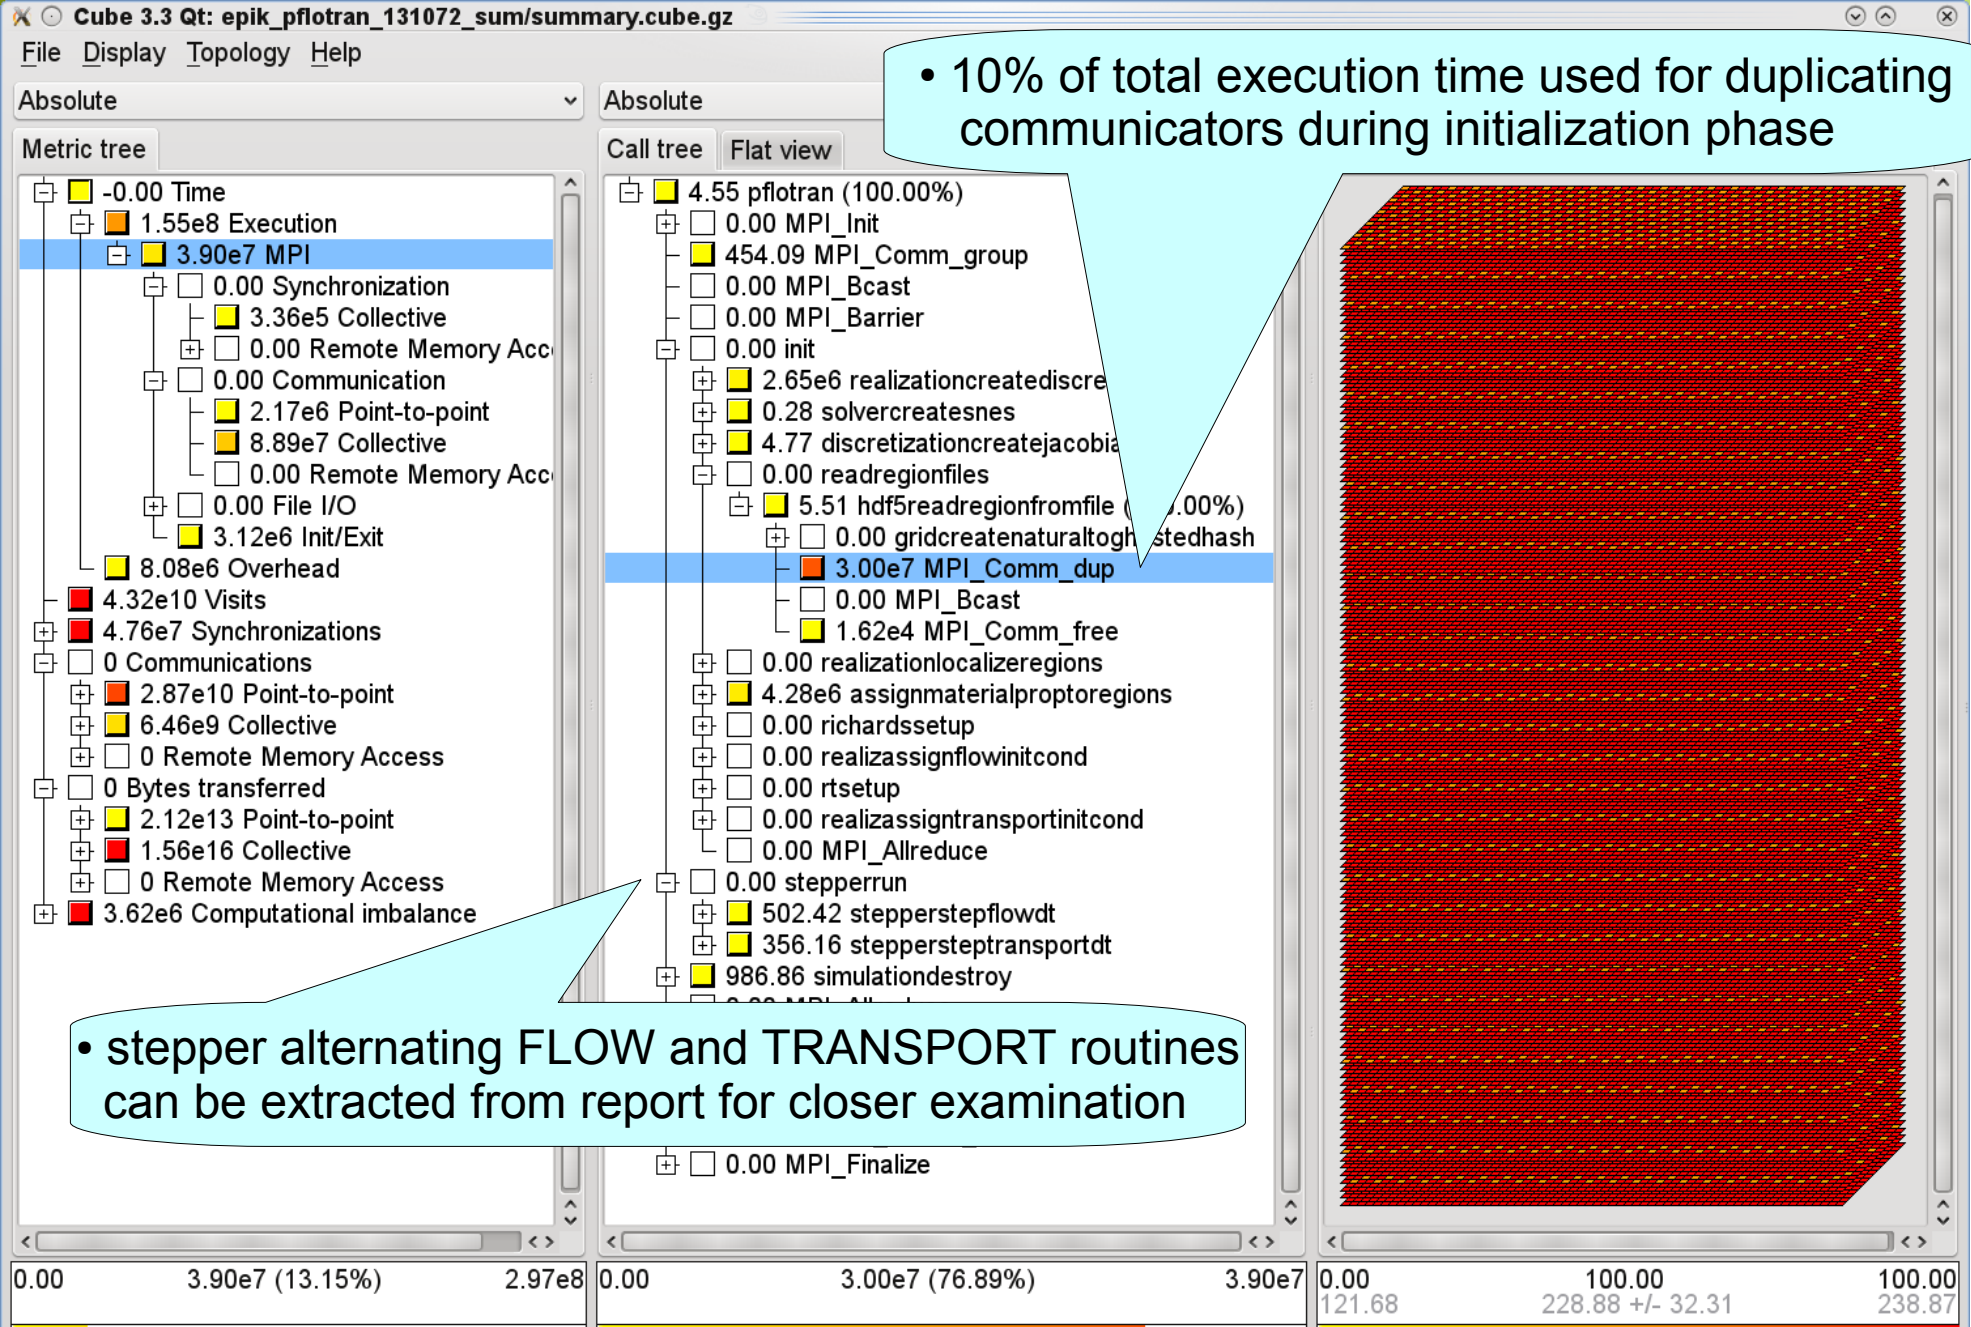 Cube 3.3 Qt: epik_pflotran_131072_sum/summary.cube.gz
File Display Topology Help
• 10% of total execution time used for duplicating
communicators during initialization phase
Absolute
Metric tree
-0.00 Time
1.55e8 Execution
3.90e7 MPI
0.00 Synchronization
3.36e5 Collective
0.00 Remote Memory Acc
0.00 Communication
2.17e6 Point-to-point
8.89e7 Collective
0.00 Remote Memory Acc
0.00 File I/O
3.12e6 Init/Exit
8.08e6 Overhead
4.32e10 Visits
4.76e7 Synchronizations
0 Communications
2.87e10 Point-to-point
6.46e9 Collective
0 Remote Memory Access
0 Bytes transferred
2.12e13 Point-to-point
1.56e16 Collective
0 Remote Memory Access
3.62e6 Computational imbalance
Absolute
Call tree Flat view
4.55 pflotran (100.00%)
0.00 MPI_Init
454.09 MPI_Comm_group
0.00 MPI_Bcast
0.00 MPI_Barrier
0.00 init
2.65e6 realizationcreatediscre
0.28 solvercreatesnes
4.77 discretizationcreatejacobia
0.00 readregionfiles
5.51 hdf5readregionfromfile ( .00%)
0.00 gridcreatenaturaltogh stedhash
3.00e7 MPI_Comm_dup
0.00 MPI_Bcast
1.62e4 MPI_Comm_free
0.00 realizationlocalizeregions
4.28e6 assignmaterialproptoregions
0.00 richardssetup
0.00 realizassignflowinitcond
0.00 rtsetup
0.00 realizassigntransportinitcond
0.00 MPI_Allreduce
0.00 stepperrun
502.42 stepperstepflowdt
356.16 steppersteptransportdt
986.86 simulationdestroy
• stepper alternating FLOW and TRANSPORT routines
can be extracted from report for closer examination
0.00 MPI_Finalize
0.00 3.90e7 (13.15%) 2.97e8
0.00 3.00e7 (76.89%) 3.90e7
0.00 100.00 100.00
121.68 228.88 +/- 32.31 238.87